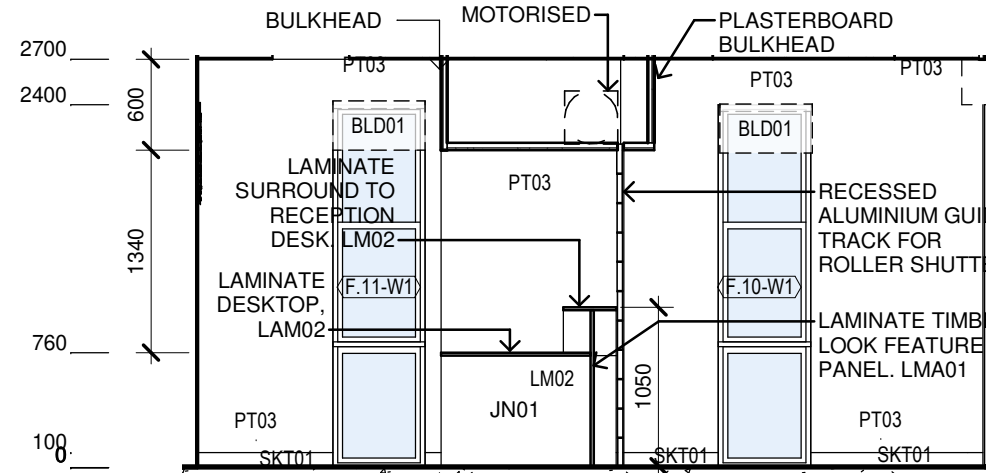 BULKHEAD
MOTORISED
PLASTERBOARD
BULKHEAD
2700
PT03
PT03
PT03
2400
600
BLD01
BLD01
LAMINATE
SURROUND TO
RECEPTION
DESK. LM02
PT03
RECESSED
ALUMINIUM GUI
TRACK FOR
ROLLER SHUTT
1340
LAMINATE
DESKTOP,
LAM02
F.11-W1
F.10-W1
LAMINATE TIMB
LOOK FEATURE
PANEL. LMA01
760
LM02
1050
JN01
PT03
PT03
100
0
SKT01
SKT01
SKT01